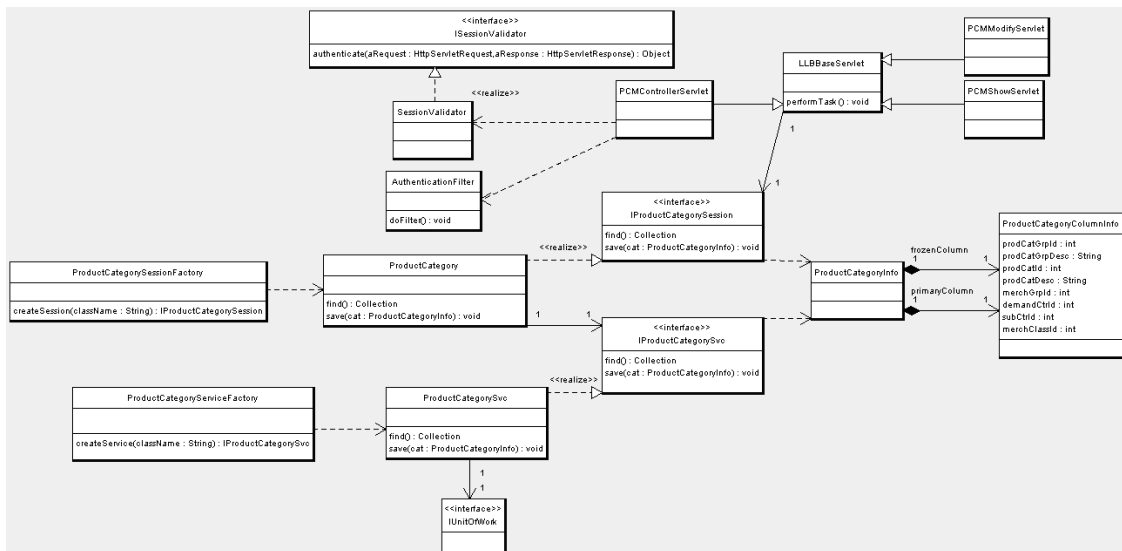 <<interface>>
ISessionValidator
authenticate(aRequest : HttpServletRequest,aResponse : HttpServletResponse) : Object
<<realize>>
SessionValidator
PCMControllerServlet
LLBBaseServlet
performTask() : void
PCMModifyServlet
PCMShowServlet
1
1
AuthenticationFilter
doFilter() : void
<<interface>>
IProductCategorySession
find() : Collection
save(cat : ProductCategoryInfo) : void
<<realize>>
ProductCategorySessionFactory
createSession(className : String) : IProductCategorySession
ProductCategory
find() : Collection
save(cat : ProductCategoryInfo) : void
1
1
ProductCategoryInfo
frozenColumn
1
1
primaryColumn
1
1
ProductCategoryColumnInfo
prodCatGrpId : int
prodCatGrpDesc : String
prodCatId : int
prodCatDesc : String
merchGrpId : int
demandCtrId : int
subCtrId : int
merchClassId : int
<<interface>>
IProductCategorySvc
find() : Collection
save(cat : ProductCategoryInfo) : void
<<realize>>
ProductCategoryServiceFactory
createService(className : String) : IProductCategorySvc
ProductCategorySvc
find() : Collection
save(cat : ProductCategoryInfo) : void
1
1
<<interface>>
IUnitOfWork